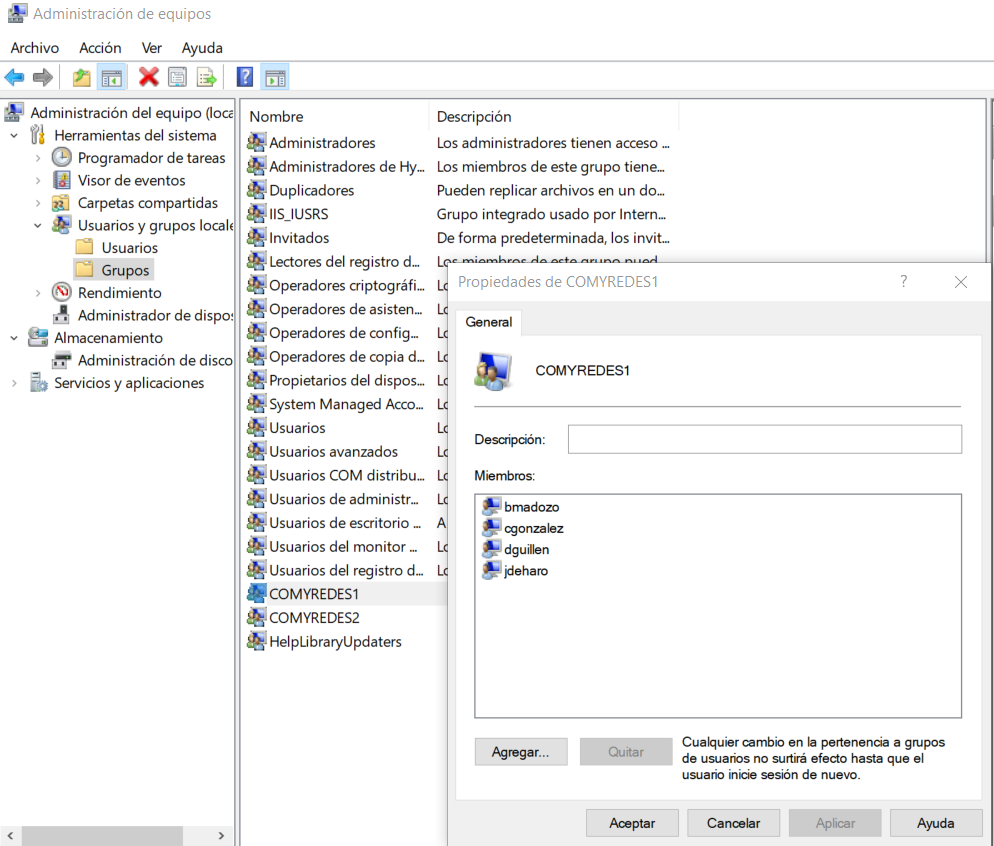 Administración de equipos
Archivo Acción Ver Ayuda
Administración del equipo (loca
Herramientas del sistema
Programador de tareas
Visor de eventos
Carpetas compartidas
Usuarios y grupos locale
Usuarios
Grupos
Rendimiento
Administrador de dispos
Almacenamiento
Administración de disco
Servicios y aplicaciones
Nombre Descripción
Administradores Los administradores tienen acceso ...
Administradores de Hy... Los miembros de este grupo tiene...
Duplicadores Pueden replicar archivos en un do...
IIS_IUSRS Grupo integrado usado por Intern...
Invitados De forma predeterminada, los invit...
Lectores del registro d... Los miembros de este grupo pued
Operadores criptográfi... Lo
Operadores de asisten... Lo
Operadores de config... Lo
Operadores de copia d... Lo
Propietarios del dispos... Lo
System Managed Acco... Lo
Usuarios Lo
Usuarios avanzados Lo
Usuarios COM distribu... Lo
Usuarios de administr... Lo
Usuarios de escritorio ... A
Usuarios del monitor ... Lo
Usuarios del registro d... Lo
COMYREDES1
COMYREDES2
HelpLibraryUpdaters
Propiedades de COMYREDES1 ?
General
COMYREDES1
Descripción:
Miembros:
bmadozo
cgonzalez
dguillen
jdeharo
Agregar... Quitar
Cualquier cambio en la pertenencia a grupos
de usuarios no surtirá efecto hasta que el
usuario inicie sesión de nuevo.
Aceptar Cancelar Aplicar Ayuda